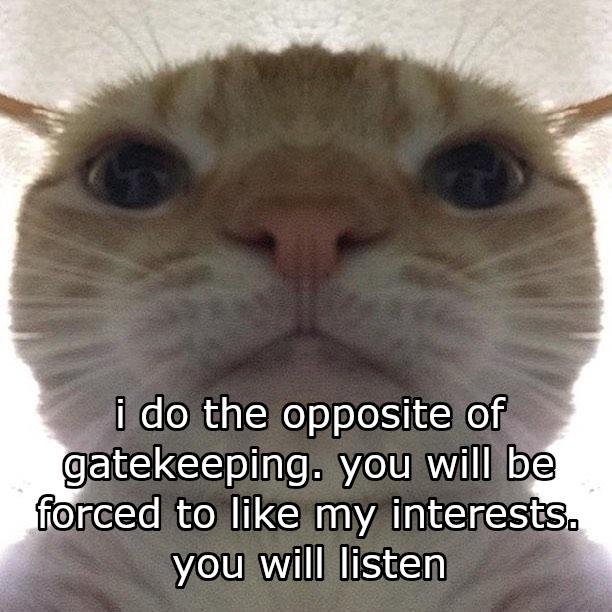 i do the opposite of
gatekeeping. you will be
forced to like my interests.
you will listen